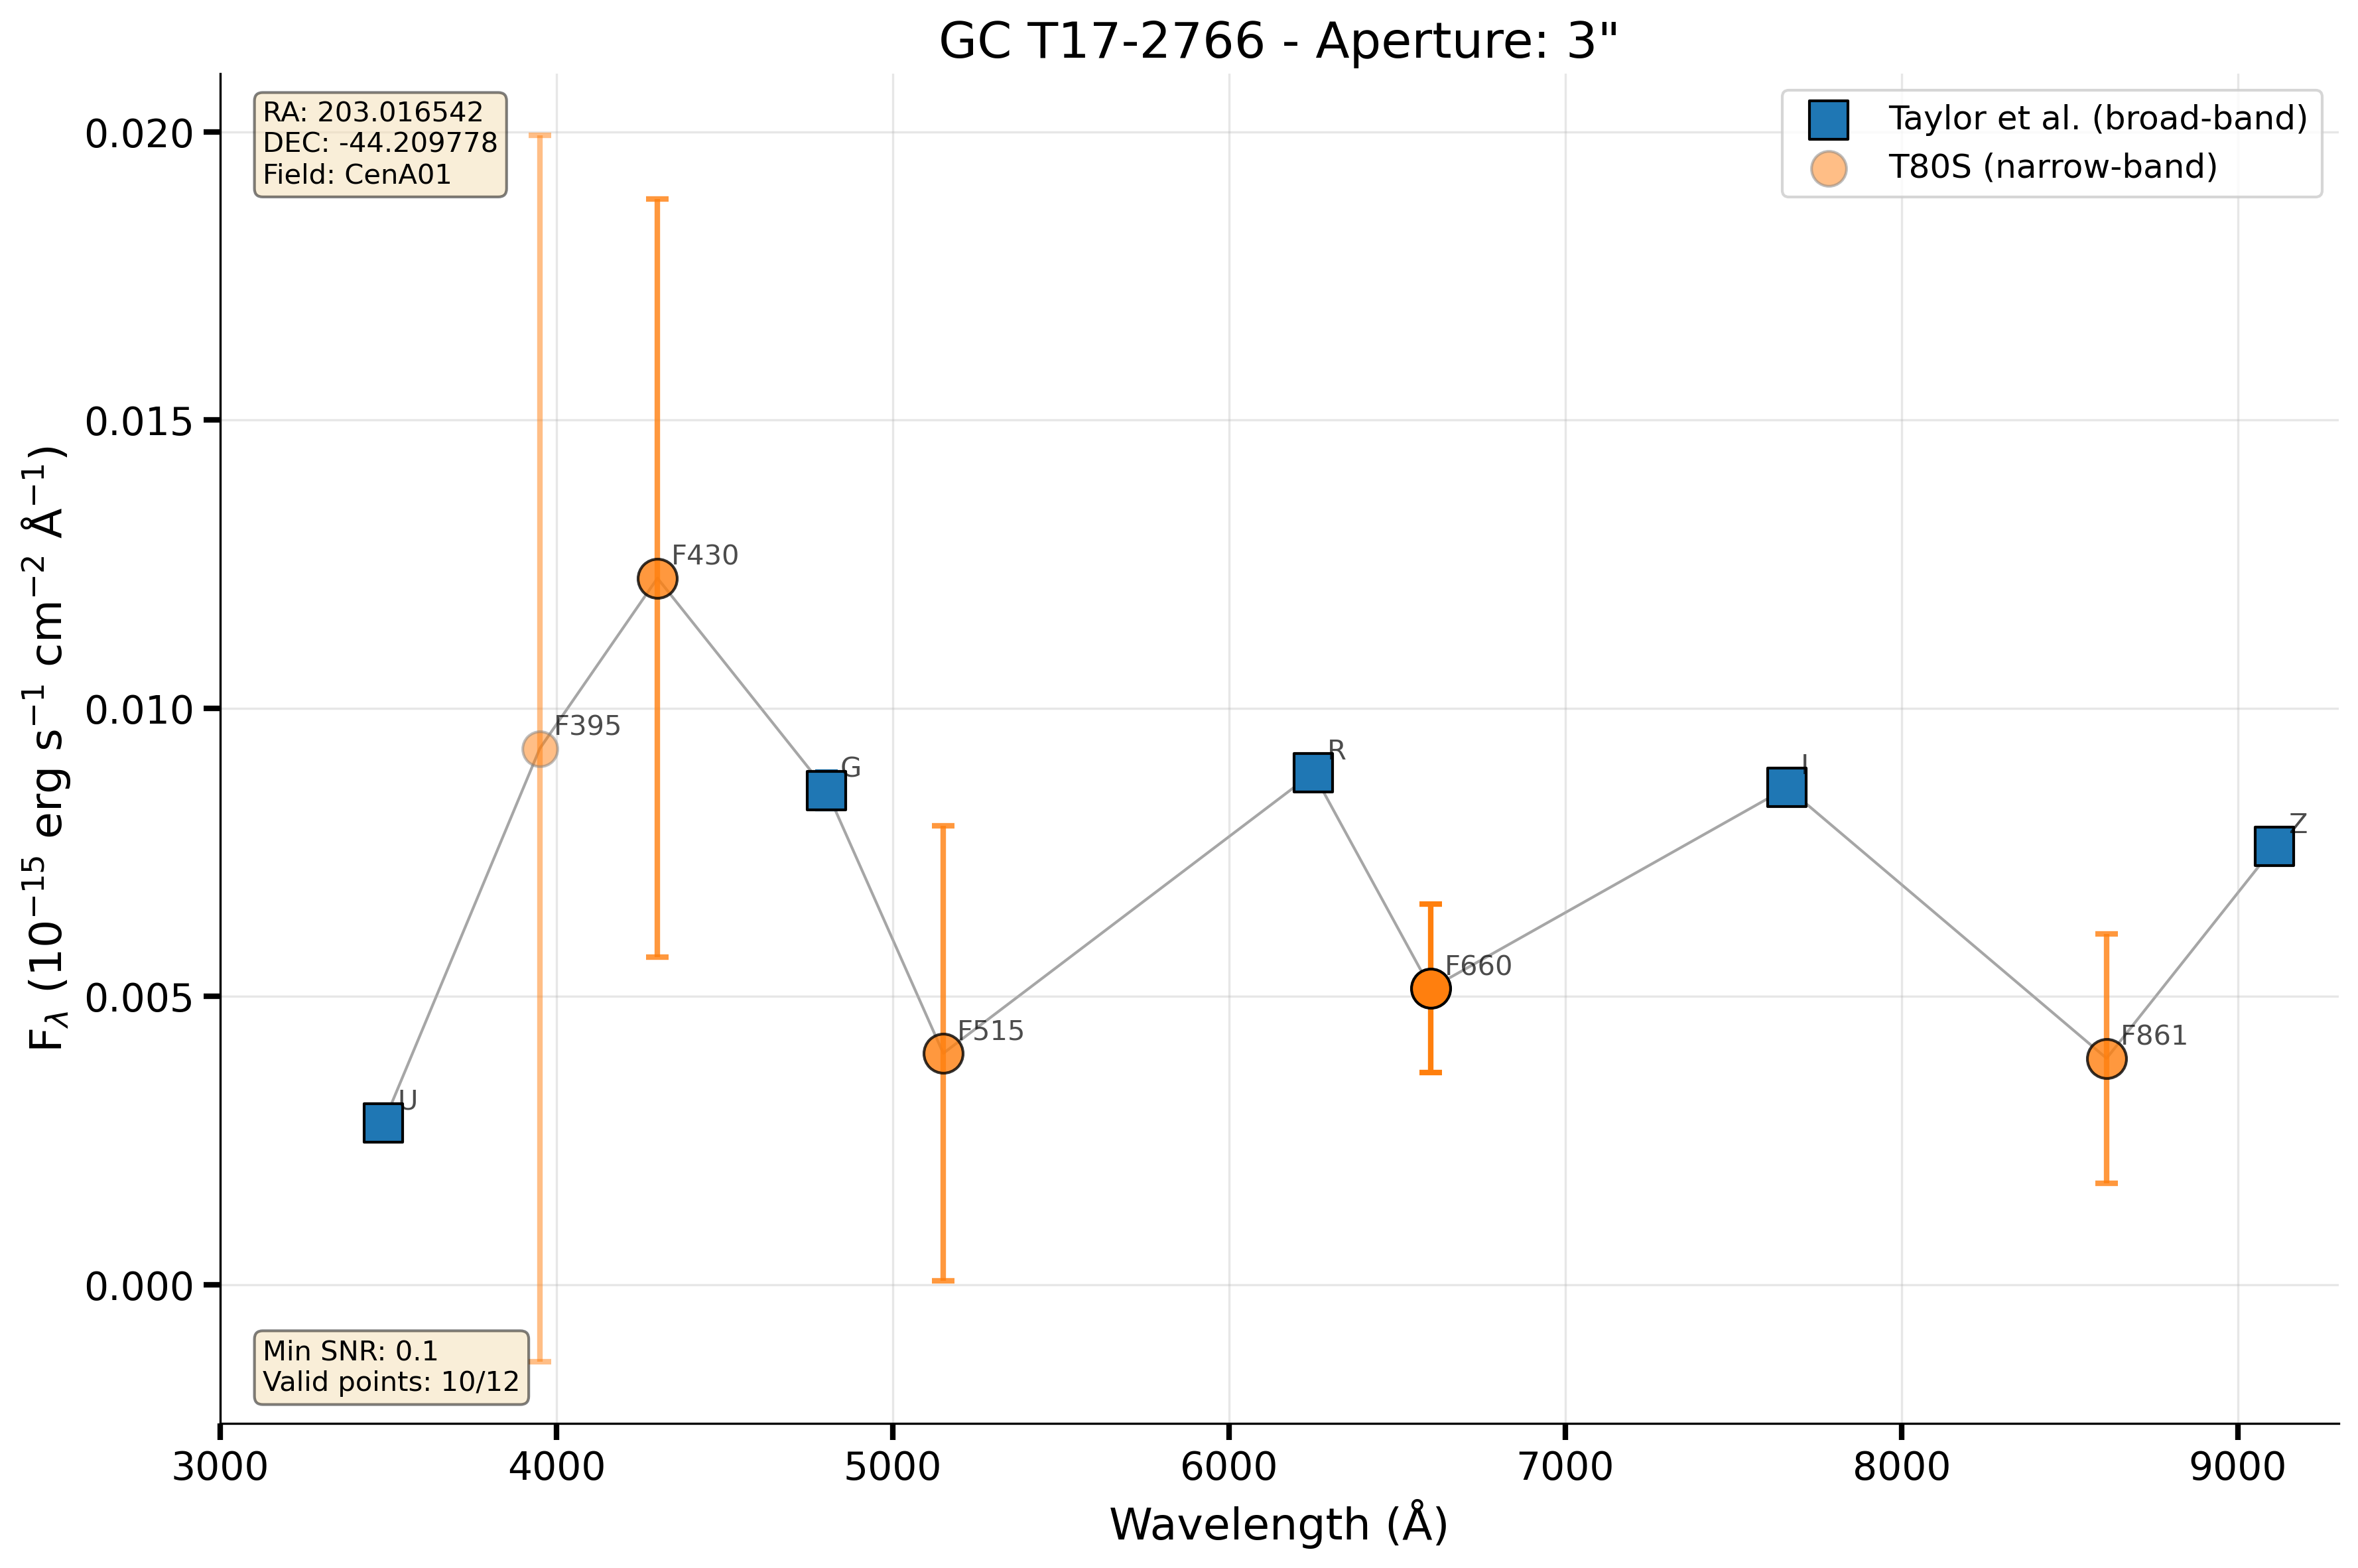 GC T17-2766 - Aperture: 3"
RA: 203.016542
DEC: -44.209778
Field: CenA01
Taylor et al. (broad-band)
T80S (narrow-band)
0.020
0.015
0.010
0.005
0.000
F_λ (10⁻¹⁵ erg s⁻¹ cm⁻² Å⁻¹)
U
F395
F430
G
F515
R
F660
I
F861
Z
Min SNR: 0.1
Valid points: 10/12
3000 4000 5000 6000 7000 8000 9000
Wavelength (Å)